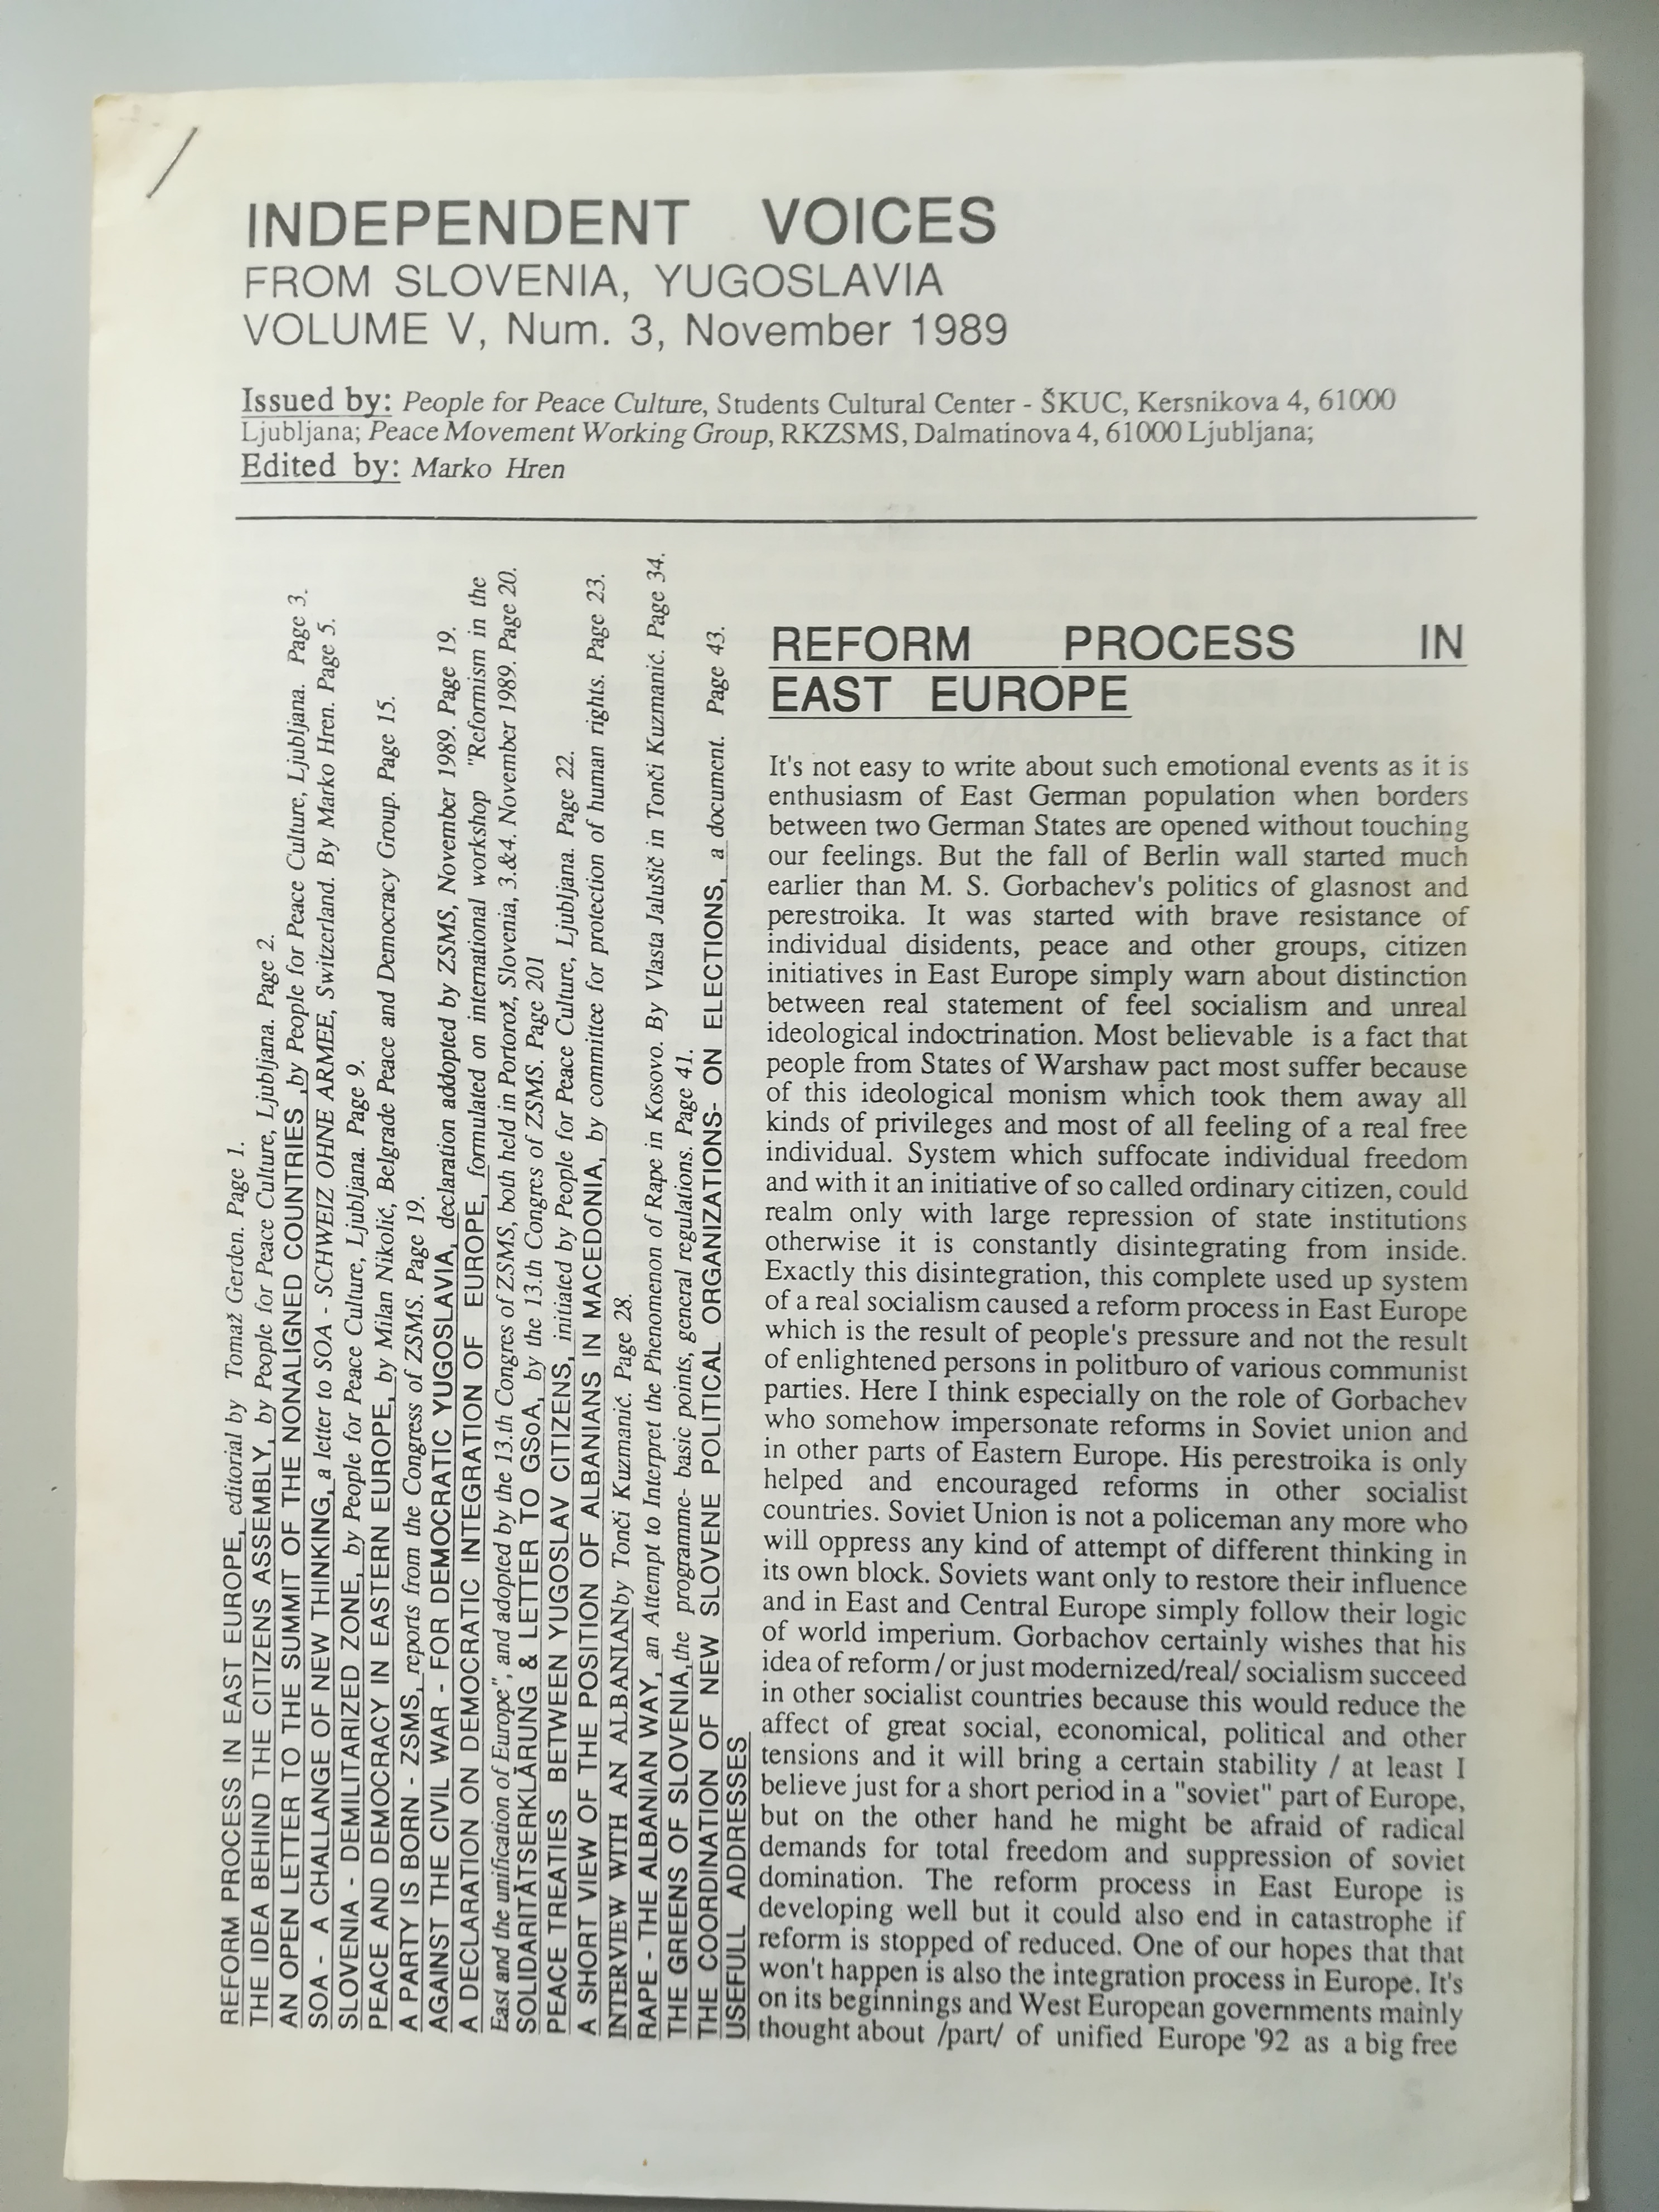 INDEPENDENT VOICES
FROM SLOVENIA, YUGOSLAVIA
VOLUME V, Num. 3, November 1989
Issued by: People for Peace Culture, Students Cultural Center - ŠKUC, Kersnikova 4, 61000
Ljubljana; Peace Movement Working Group, RKZSMS, Dalmatinova 4, 61000 Ljubljana;
Edited by: Marko Hren
REFORM PROCESS IN EAST EUROPE, editorial by Tomaž Gerden. Page 1.
THE IDEA BEHIND THE CITIZENS ASSEMBLY, by People for Peace Culture, Ljubljana. Page 2.
AN OPEN LETTER TO THE SUMMIT OF THE NONALIGNED COUNTRIES ,by People for Peace Culture, Ljubljana. Page 3.
SOA - A CHALLANGE OF NEW THINKING, a letter to SOA - SCHWEIZ OHNE ARMEE, Switzerland. By Marko Hren. Page 5.
SLOVENIA - DEMILITARIZED ZONE, by People for Peace Culture, Ljubljana. Page 9.
PEACE AND DEMOCRACY IN EASTERN EUROPE, by Milan Nikolić, Belgrade Peace and Democracy Group. Page 15.
A PARTY IS BORN - ZSMS, reports from the Congress of ZSMS. Page 19.
AGAINST THE CIVIL WAR - FOR DEMOCRATIC YUGOSLAVIA, declaration addopted by ZSMS, November 1989. Page 19.
A DECLARATION ON DEMOCRATIC INTEGRATION OF EUROPE, formulated on international workshop "Reformism in the
East and the unification of Europe", and adopted by the 13.th Congres of ZSMS, both held in Portorož, Slovenia, 3.&4. November 1989. Page 20.
SOLIDARITÄTSERKLÄRUNG & LETTER TO GSoA, by the 13.th Congres of ZSMS. Page 201
PEACE TREATIES BETWEEN YUGOSLAV CITIZENS, initiated by People for Peace Culture, Ljubljana. Page 22.
A SHORT VIEW OF THE POSITION OF ALBANIANS IN MACEDONIA, by committee for protection of human rights. Page 23.
INTERVIEW WITH AN ALBANIANby Tonči Kuzmanić. Page 28.
RAPE - THE ALBANIAN WAY, an Attempt to Interpret the Phenomenon of Rape in Kosovo. By Vlasta Jalušič in Tonči Kuzmanić. Page 34.
THE GREENS OF SLOVENIA,the programme- basic points, general regulations. Page 41.
THE COORDINATION OF NEW SLOVENE POLITICAL ORGANIZATIONS- ON ELECTIONS, a document. Page 43.
USEFULL ADDRESSES
REFORM PROCESS IN
EAST EUROPE
It's not easy to write about such emotional events as it is
enthusiasm of East German population when borders
between two German States are opened without touching
our feelings. But the fall of Berlin wall started much
earlier than M. S. Gorbachev's politics of glasnost and
perestroika. It was started with brave resistance of
individual disidents, peace and other groups, citizen
initiatives in East Europe simply warn about distinction
between real statement of feel socialism and unreal
ideological indoctrination. Most believable is a fact that
people from States of Warshaw pact most suffer because
of this ideological monism which took them away all
kinds of privileges and most of all feeling of a real free
individual. System which suffocate individual freedom
and with it an initiative of so called ordinary citizen, could
realm only with large repression of state institutions
otherwise it is constantly disintegrating from inside.
Exactly this disintegration, this complete used up system
of a real socialism caused a reform process in East Europe
which is the result of people's pressure and not the result
of enlightened persons in politburo of various communist
parties. Here I think especially on the role of Gorbachev
who somehow impersonate reforms in Soviet union and
in other parts of Eastern Europe. His perestroika is only
helped and encouraged reforms in other socialist
countries. Soviet Union is not a policeman any more who
will oppress any kind of attempt of different thinking in
its own block. Soviets want only to restore their influence
and in East and Central Europe simply follow their logic
of world imperium. Gorbachov certainly wishes that his
idea of reform / or just modernized/real/ socialism succeed
in other socialist countries because this would reduce the
affect of great social, economical, political and other
tensions and it will bring a certain stability / at least I
believe just for a short period in a "soviet" part of Europe,
but on the other hand he might be afraid of radical
demands for total freedom and suppression of soviet
domination. The reform process in East Europe is
developing well but it could also end in catastrophe if
reform is stopped of reduced. One of our hopes that that
won't happen is also the integration process in Europe. It's
on its beginnings and West European governments mainly
thought about /part/ of unified Europe '92 as a big free